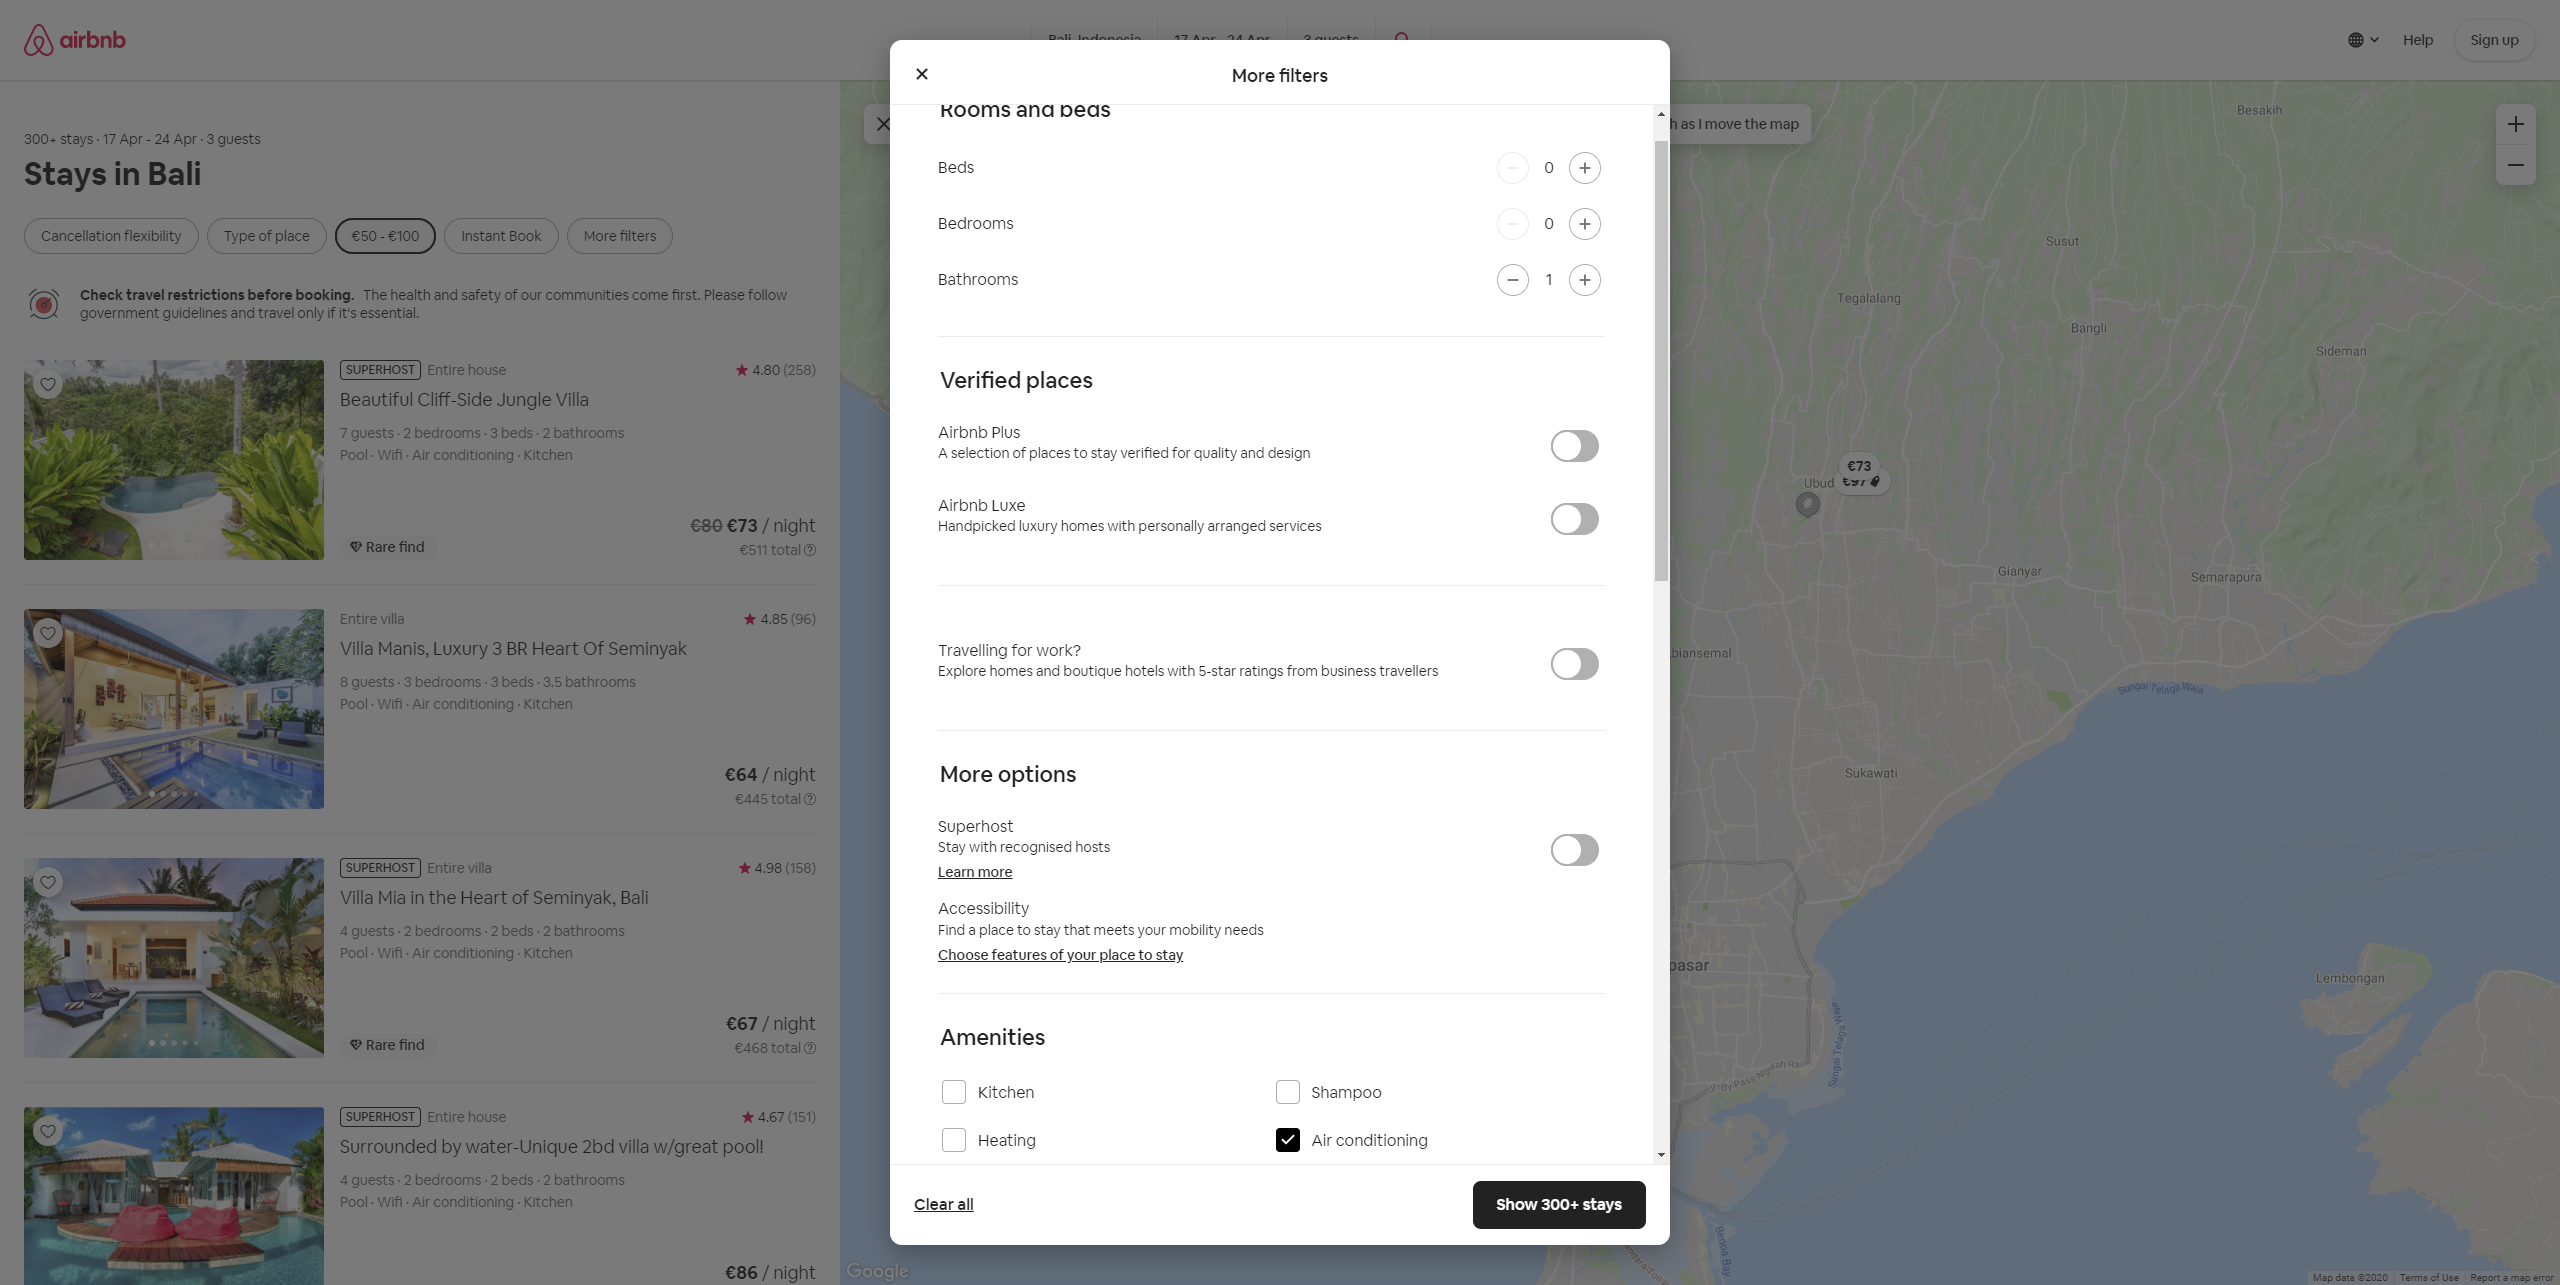 airbnb
Bali, Indonesia
17 Apr - 24 Apr
3 guests
Help
Sign up
300+ stays · 17 Apr - 24 Apr · 3 guests
Stays in Bali
Cancellation flexibility
Type of place
€50 - €100
Instant Book
More filters
Check travel restrictions before booking. The health and safety of our communities come first. Please follow
government guidelines and travel only if it's essential.
SUPERHOST Entire house
4.80 (258)
Beautiful Cliff-Side Jungle Villa
7 guests · 2 bedrooms · 3 beds · 2 bathrooms
Pool · Wifi · Air conditioning · Kitchen
€80 €73 / night
Rare find
€511 total
Entire villa
4.85 (96)
Villa Manis, Luxury 3 BR Heart Of Seminyak
8 guests · 3 bedrooms · 3 beds · 3.5 bathrooms
Pool · Wifi · Air conditioning · Kitchen
€64 / night
€445 total
SUPERHOST Entire villa
4.98 (158)
Villa Mia in the Heart of Seminyak, Bali
4 guests · 2 bedrooms · 2 beds · 2 bathrooms
Pool · Wifi · Air conditioning · Kitchen
€67 / night
Rare find
€468 total
SUPERHOST Entire house
4.67 (151)
Surrounded by water-Unique 2bd villa w/great pool!
4 guests · 2 bedrooms · 2 beds · 2 bathrooms
Pool · Wifi · Air conditioning · Kitchen
€86 / night
More filters
Rooms and beds
Beds
0
Bedrooms
0
Bathrooms
1
Verified places
Airbnb Plus
A selection of places to stay verified for quality and design
Airbnb Luxe
Handpicked luxury homes with personally arranged services
Travelling for work?
Explore homes and boutique hotels with 5-star ratings from business travellers
More options
Superhost
Stay with recognised hosts
Learn more
Accessibility
Find a place to stay that meets your mobility needs
Choose features of your place to stay
Amenities
Kitchen
Shampoo
Heating
Air conditioning
Clear all
Show 300+ stays
h as I move the map
Besakih
Susut
Tegalalang
Bangli
Sideman
€73
Ubud
€97
Gianyar
Semarapura
biansemal
Sungai Telaga Waja
Sukawati
pasar
Lembongan
Sungai Telaga Waja
By Pass Ngurah Rai
Benoa Bay
Google
Map data ©2020
Terms of Use
Report a map error